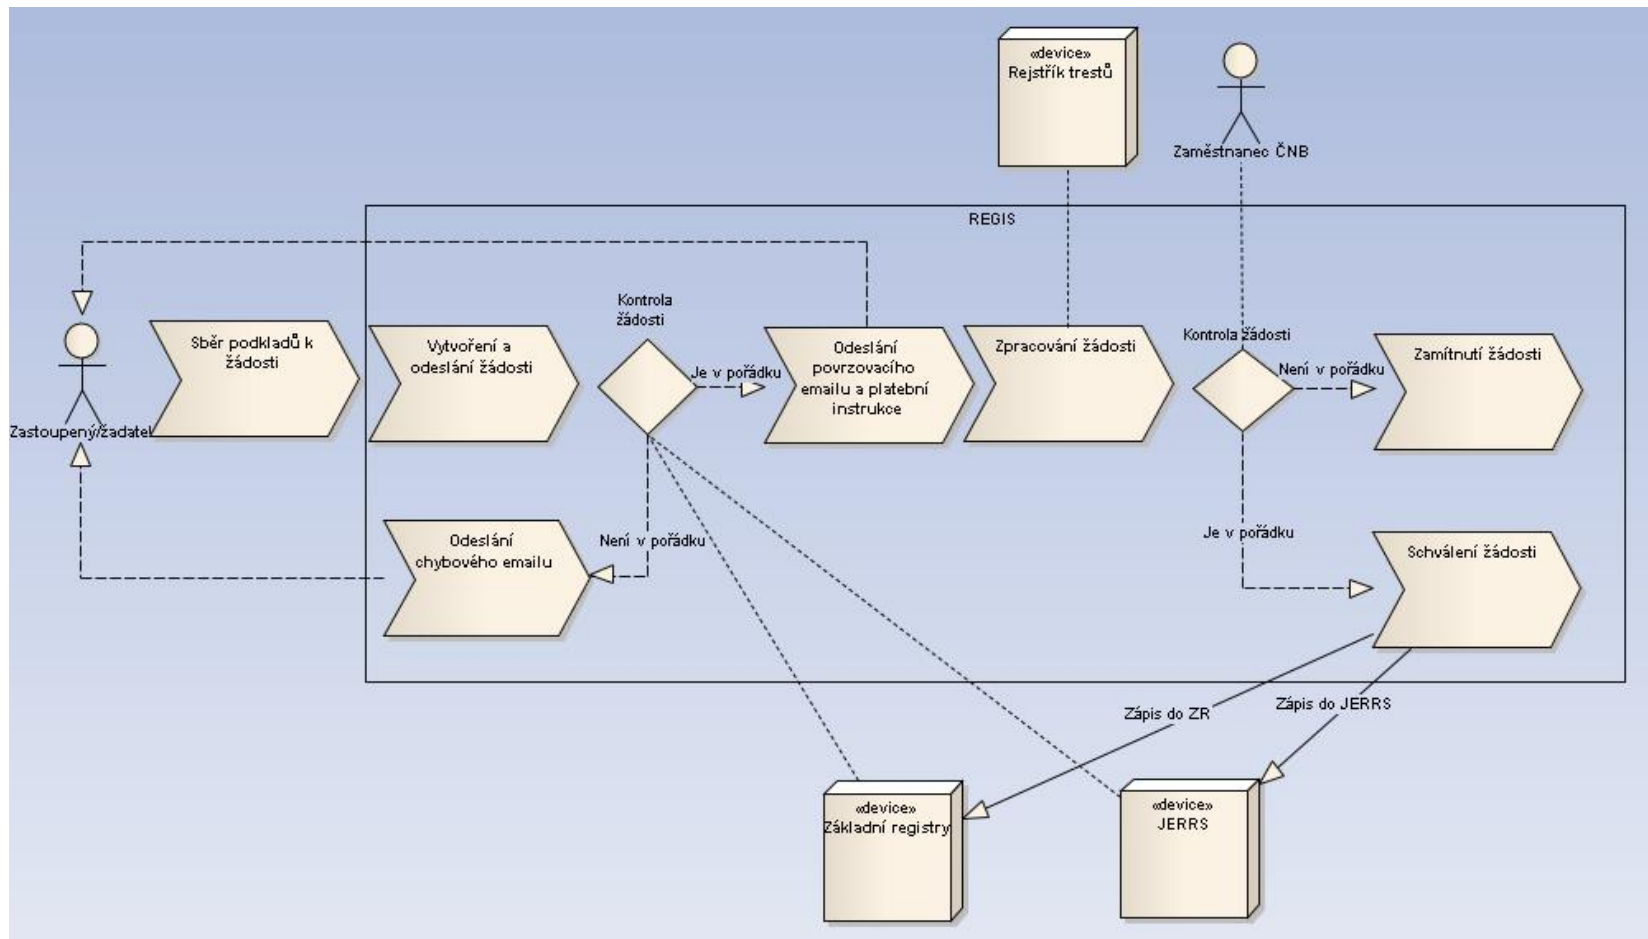 «device»
Rejstřík trestů
Zaměstnanec ČNB
REGIS
Kontrola
žádosti
Sběr podkladů k
žádosti
Vytvoření a
odeslání žádosti
Je v pořádku
Odeslání
povrzovacího
emailu a platební
instrukce
Zpracování žádosti
Kontrola žádosti
Není v pořádku
Zamítnutí žádosti
Zastoupený/žadatel
Odeslání
chybového emailu
Není v pořádku
Je v pořádku
Schválení žádosti
Zápis do ZR
Zápis do JERRS
«device»
Základní registry
«device»
JERRS